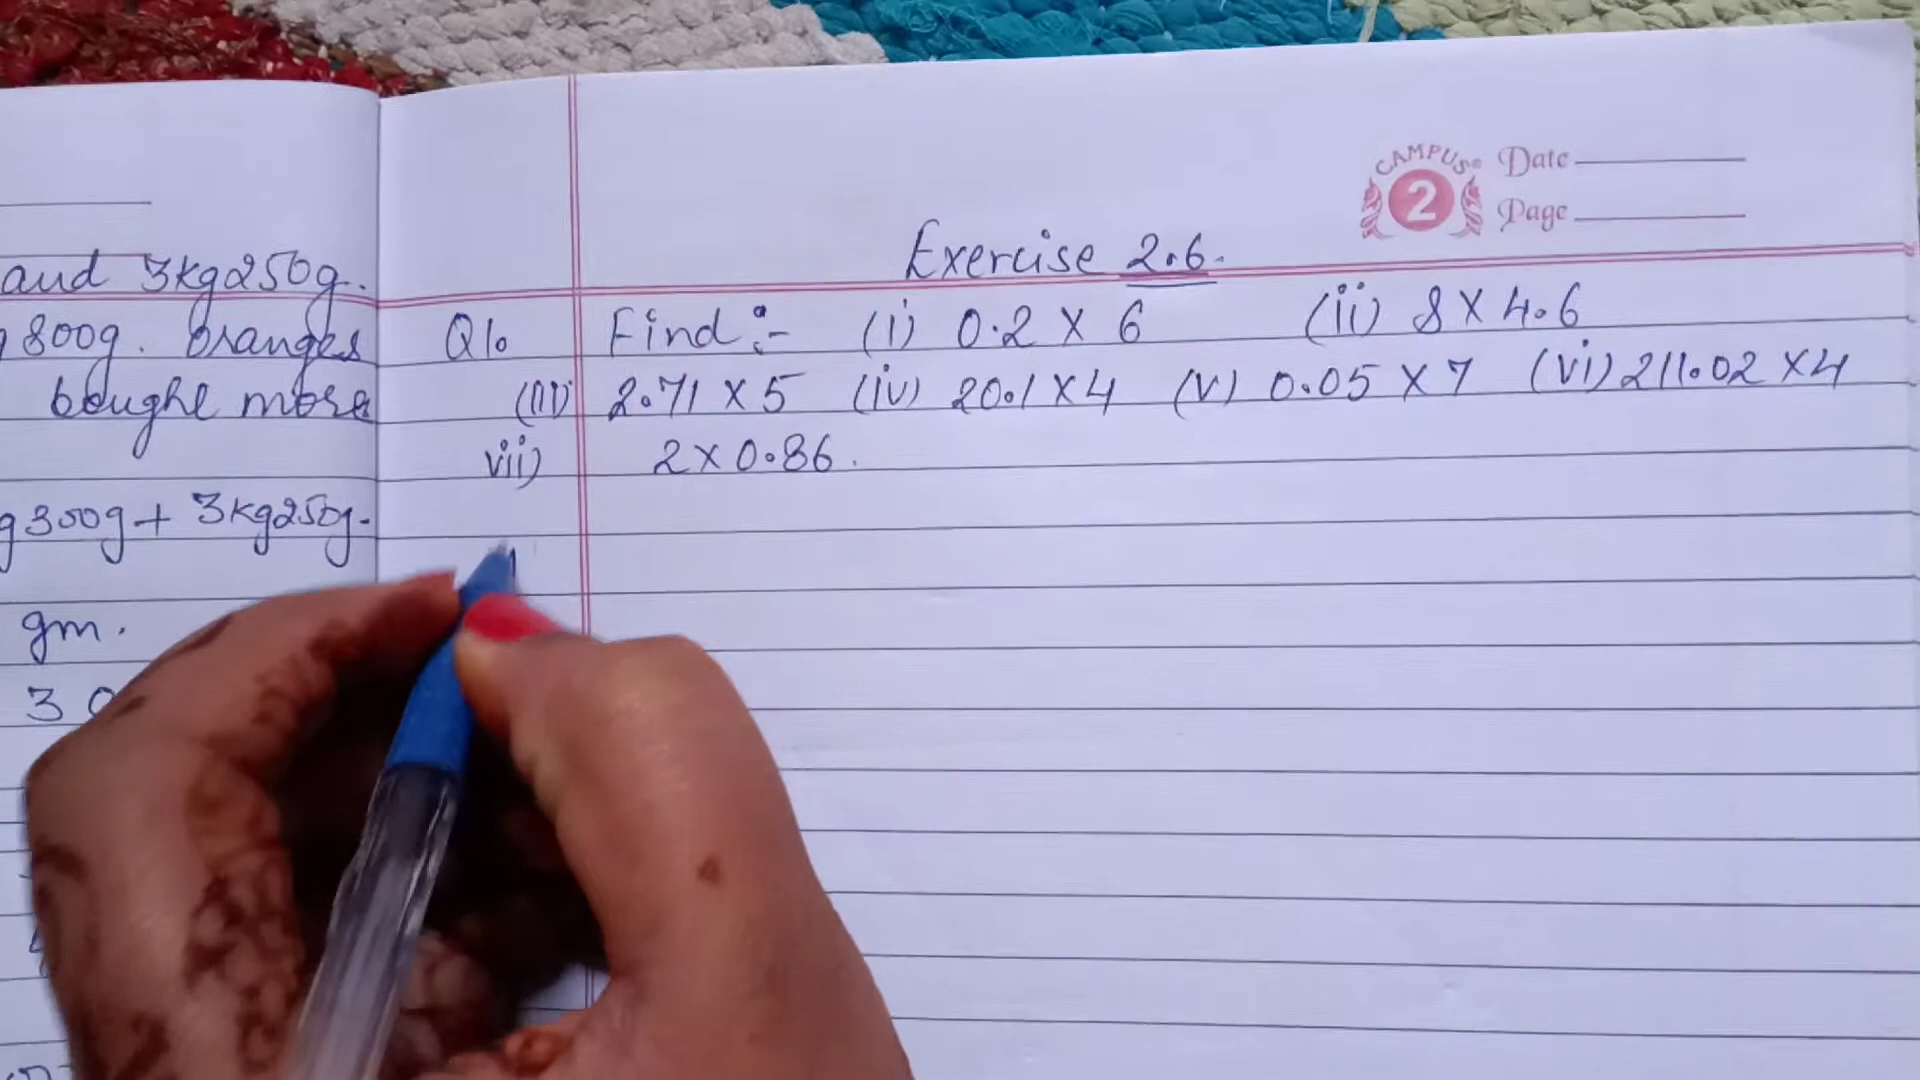 and 3kg250g.
800g. Oranges
bought more
g300g + 3kg250g.
gm.
3
CAMPUS
2
Date
Page
Exercise 2.6.
Q1. Find :- (i) 0.2 X 6 (ii) 8 X 4.6
(iii) 2.71 X 5 (iv) 20.1 X 4 (v) 0.05 X 7 (vi) 211.02 X 4
vii) 2 X 0.86.